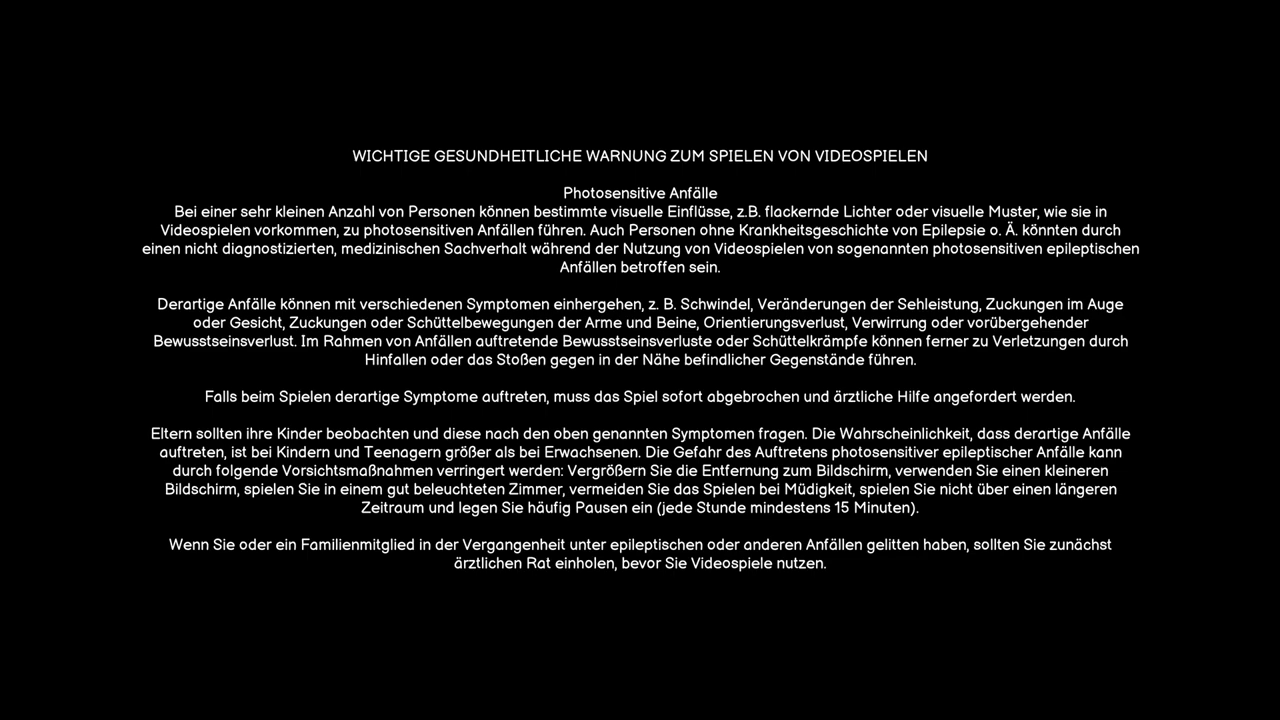 WICHTIGE GESUNDHEITLICHE WARNUNG ZUM SPIELEN VON VIDEOSPIELEN
Photosensitive Anfälle
Bei einer sehr kleinen Anzahl von Personen können bestimmte visuelle Einflüsse, z.B. flackernde Lichter oder visuelle Muster, wie sie in
Videospielen vorkommen, zu photosensitiven Anfällen führen. Auch Personen ohne Krankheitsgeschichte von Epilepsie o. Ä. könnten durch
einen nicht diagnostizierten, medizinischen Sachverhalt während der Nutzung von Videospielen von sogenannten photosensitiven epileptischen
Anfällen betroffen sein.
Derartige Anfälle können mit verschiedenen Symptomen einhergehen, z. B. Schwindel, Veränderungen der Sehleistung, Zuckungen im Auge
oder Gesicht, Zuckungen oder Schüttelbewegungen der Arme und Beine, Orientierungsverlust, Verwirrung oder vorübergehender
Bewusstseinsverlust. Im Rahmen von Anfällen auftretende Bewusstseinsverluste oder Schüttelkrämpfe können ferner zu Verletzungen durch
Hinfallen oder das Stoßen gegen in der Nähe befindlicher Gegenstände führen.
Falls beim Spielen derartige Symptome auftreten, muss das Spiel sofort abgebrochen und ärztliche Hilfe angefordert werden.
Eltern sollten ihre Kinder beobachten und diese nach den oben genannten Symptomen fragen. Die Wahrscheinlichkeit, dass derartige Anfälle
auftreten, ist bei Kindern und Teenagern größer als bei Erwachsenen. Die Gefahr des Auftretens photosensitiver epileptischer Anfälle kann
durch folgende Vorsichtsmaßnahmen verringert werden: Vergrößern Sie die Entfernung zum Bildschirm, verwenden Sie einen kleineren
Bildschirm, spielen Sie in einem gut beleuchteten Zimmer, vermeiden Sie das Spielen bei Müdigkeit, spielen Sie nicht über einen längeren
Zeitraum und legen Sie häufig Pausen ein (jede Stunde mindestens 15 Minuten).
Wenn Sie oder ein Familienmitglied in der Vergangenheit unter epileptischen oder anderen Anfällen gelitten haben, sollten Sie zunächst
ärztlichen Rat einholen, bevor Sie Videospiele nutzen.